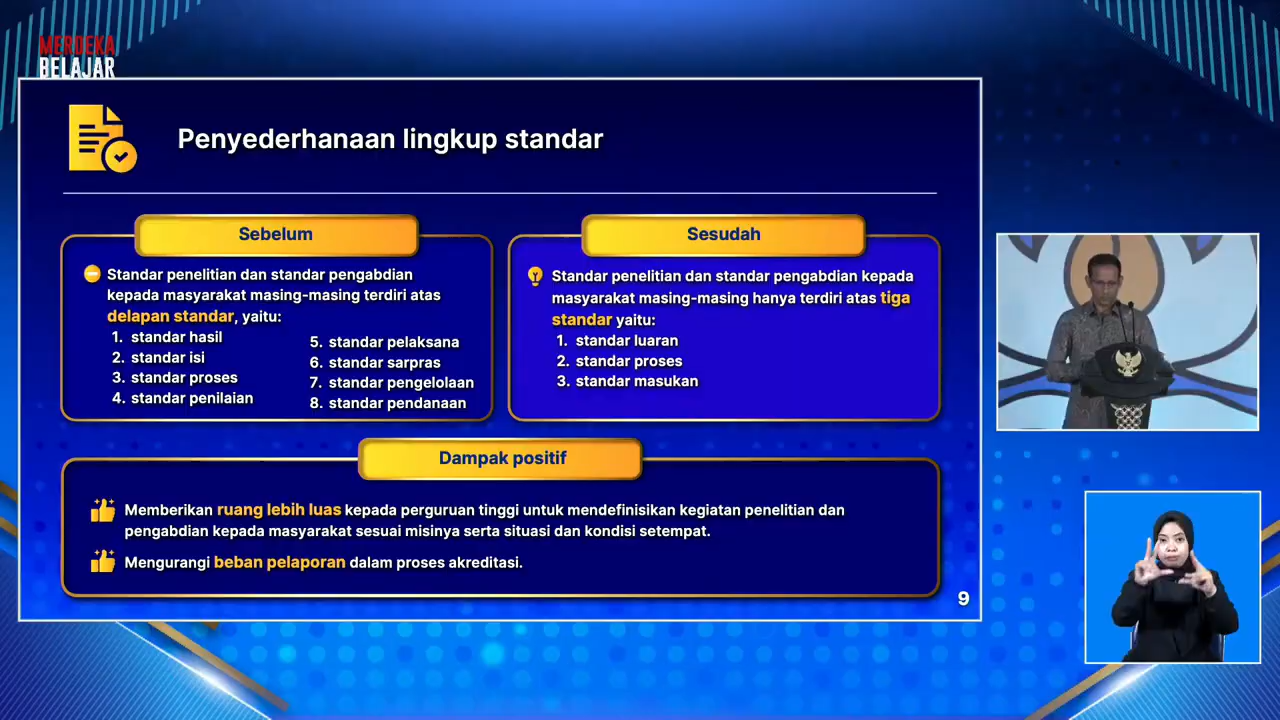 MERDEKA
BELAJAR
Penyederhanaan lingkup standar
Sebelum
Standar penelitian dan standar pengabdian
kepada masyarakat masing-masing terdiri atas
delapan standar, yaitu:
1. standar hasil
2. standar isi
3. standar proses
4. standar penilaian
5. standar pelaksana
6. standar sarpras
7. standar pengelolaan
8. standar pendanaan
Sesudah
Standar penelitian dan standar pengabdian kepada
masyarakat masing-masing hanya terdiri atas tiga
standar yaitu:
1. standar luaran
2. standar proses
3. standar masukan
Dampak positif
Memberikan ruang lebih luas kepada perguruan tinggi untuk mendefinisikan kegiatan penelitian dan
pengabdian kepada masyarakat sesuai misinya serta situasi dan kondisi setempat.
Mengurangi beban pelaporan dalam proses akreditasi.
9